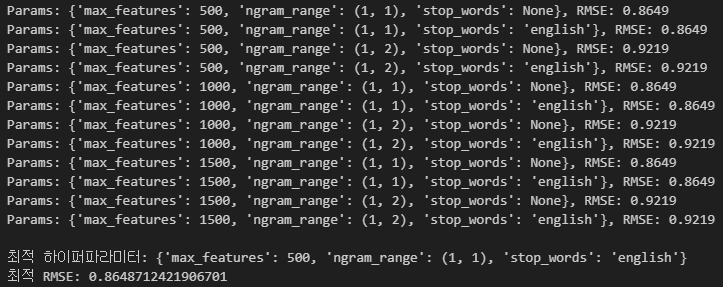 Params: {'max_features': 500, 'ngram_range': (1, 1), 'stop_words': None}, RMSE: 0.8649
Params: {'max_features': 500, 'ngram_range': (1, 1), 'stop_words': 'english'}, RMSE: 0.8649
Params: {'max_features': 500, 'ngram_range': (1, 2), 'stop_words': None}, RMSE: 0.9219
Params: {'max_features': 500, 'ngram_range': (1, 2), 'stop_words': 'english'}, RMSE: 0.9219
Params: {'max_features': 1000, 'ngram_range': (1, 1), 'stop_words': None}, RMSE: 0.8649
Params: {'max_features': 1000, 'ngram_range': (1, 1), 'stop_words': 'english'}, RMSE: 0.8649
Params: {'max_features': 1000, 'ngram_range': (1, 2), 'stop_words': None}, RMSE: 0.9219
Params: {'max_features': 1000, 'ngram_range': (1, 2), 'stop_words': 'english'}, RMSE: 0.9219
Params: {'max_features': 1500, 'ngram_range': (1, 1), 'stop_words': None}, RMSE: 0.8649
Params: {'max_features': 1500, 'ngram_range': (1, 1), 'stop_words': 'english'}, RMSE: 0.8649
Params: {'max_features': 1500, 'ngram_range': (1, 2), 'stop_words': None}, RMSE: 0.9219
Params: {'max_features': 1500, 'ngram_range': (1, 2), 'stop_words': 'english'}, RMSE: 0.9219
최적 하이퍼파라미터: {'max_features': 500, 'ngram_range': (1, 1), 'stop_words': 'english'}
최적 RMSE: 0.8648712421906701